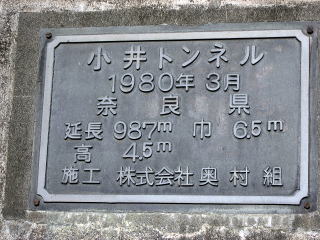 小井トンネル
1980年 3月
奈良県
延長 987m 巾 6.5m
高 4.5m
施工 株式会社奥村組